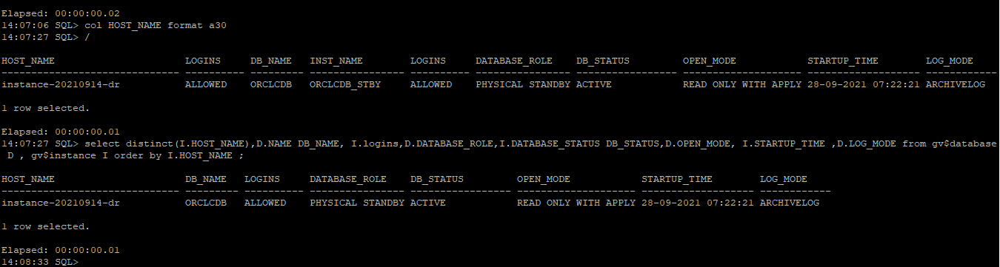 Elapsed: 00:00:00.02
14:07:06 SQL> col HOST_NAME format a30
14:07:27 SQL> /
HOST_NAME                      LOGINS     DB_NAME   INST_NAME        LOGINS     DATABASE_ROLE    DB_STATUS         OPEN_MODE            STARTUP_TIME        LOG_MODE
------------------------------ ---------- --------- ---------------- ---------- ---------------- ----------------- -------------------- ------------------- ------------
instance-20210914-dr           ALLOWED    ORCLCDB   ORCLCDB_STBY     ALLOWED    PHYSICAL STANDBY ACTIVE            READ ONLY WITH APPLY 28-09-2021 07:22:21 ARCHIVELOG
1 row selected.
Elapsed: 00:00:00.01
14:07:27 SQL> select distinct(I.HOST_NAME),D.NAME DB_NAME, I.logins,D.DATABASE_ROLE,I.DATABASE_STATUS DB_STATUS,D.OPEN_MODE, I.STARTUP_TIME ,D.LOG_MODE from gv$database
 D , gv$instance I order by I.HOST_NAME ;
HOST_NAME                      DB_NAME   LOGINS     DATABASE_ROLE    DB_STATUS         OPEN_MODE            STARTUP_TIME        LOG_MODE
------------------------------ --------- ---------- ---------------- ----------------- -------------------- ------------------- ------------
instance-20210914-dr           ORCLCDB   ALLOWED    PHYSICAL STANDBY ACTIVE            READ ONLY WITH APPLY 28-09-2021 07:22:21 ARCHIVELOG
1 row selected.
Elapsed: 00:00:00.01
14:08:33 SQL>